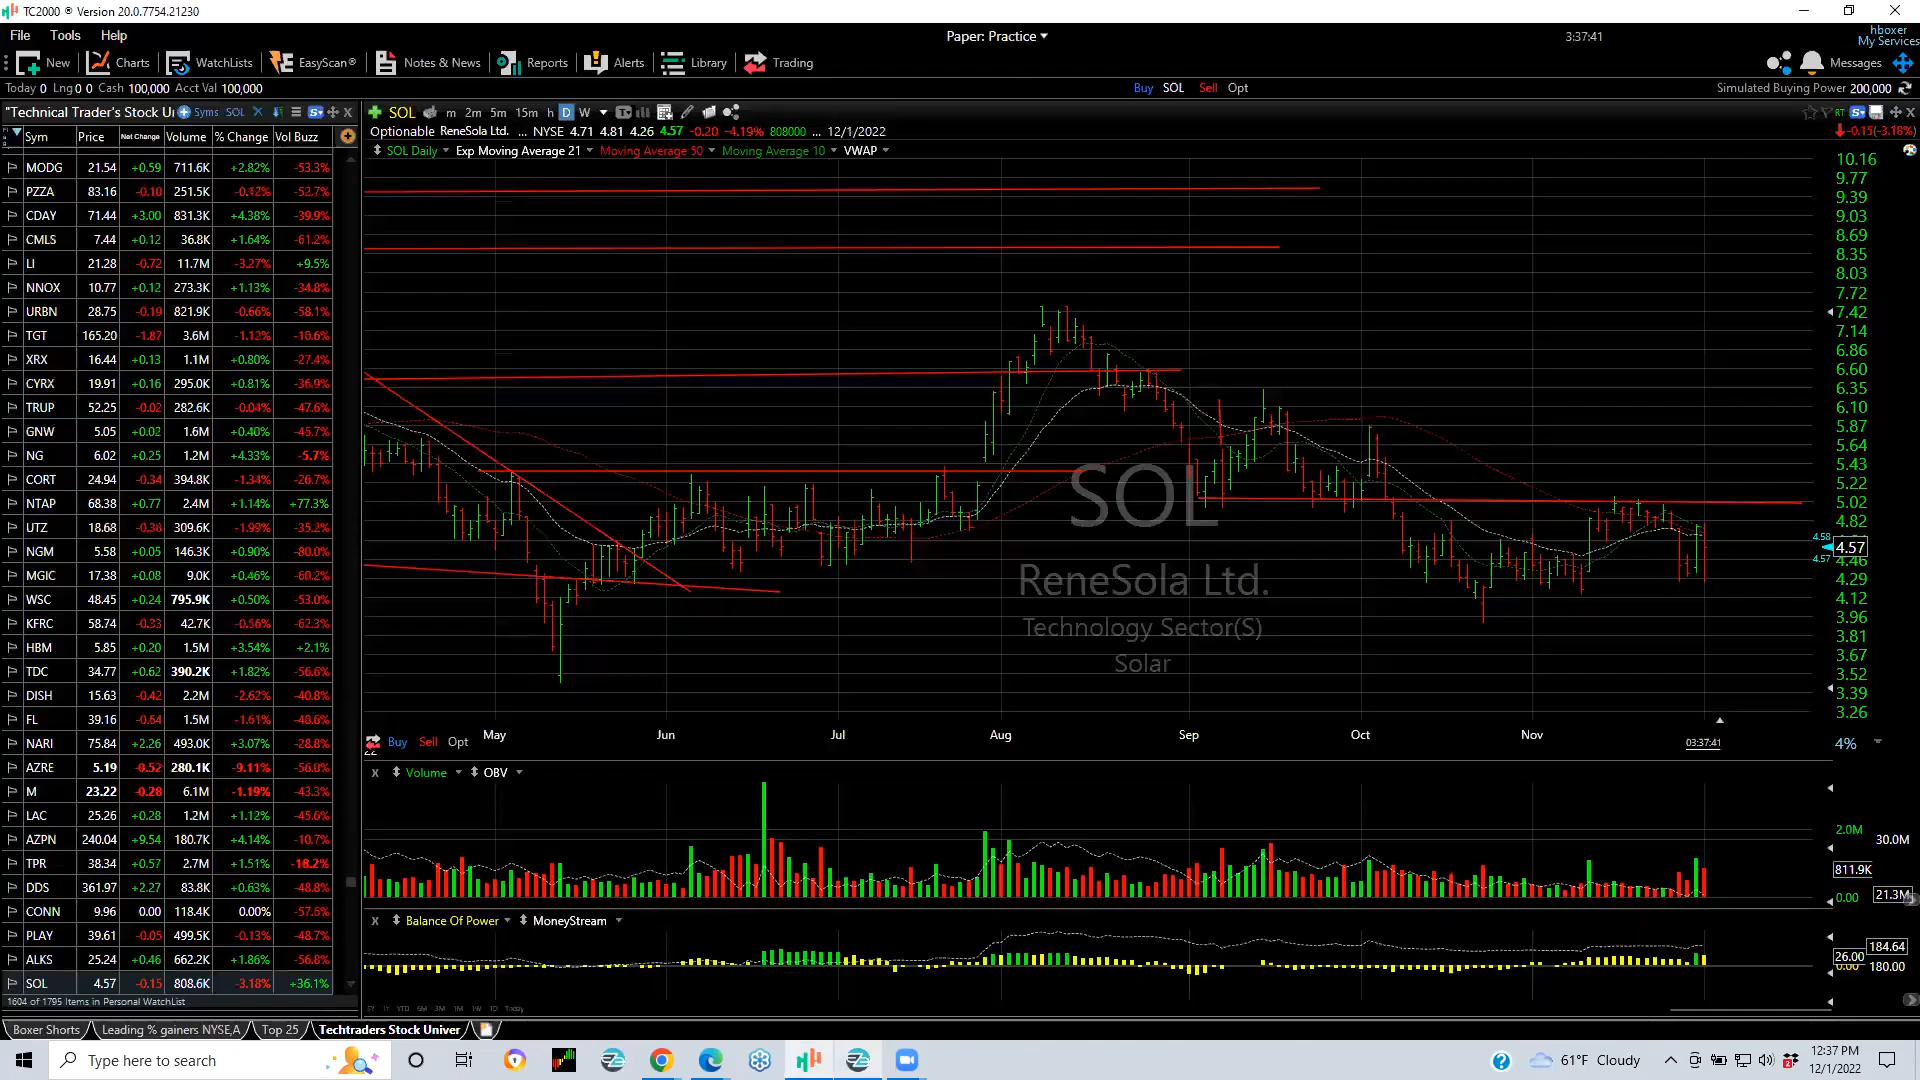 TC2000 ® Version 20.0.7754.21230
File Tools Help
Paper: Practice
3:37:41
hboxer
My Services
New Charts WatchLists EasyScan® Notes & News Reports Alerts Library Trading
Messages
Today 0 Lng 0 0 Cash 100,000 Acct Val 100,000
Buy SOL Sell Opt
Simulated Buying Power 200,000
"Technical Trader's Stock Ur Syms SOL
SOL m 2m 5m 15m h D W
RT
Optionable ReneSola Ltd. ... NYSE 4.71 4.81 4.26 4.57 -0.20 -4.19% 808000 ... 12/1/2022
-0.15(-3.18%)
SOL Daily Exp Moving Average 21 Moving Average 50 Moving Average 10 VWAP
Sym Price Net Change Volume % Change Vol Buzz
MODG 21.54 +0.59 711.6K +2.82% -53.3%
PZZA 83.16 -0.10 251.5K -0.12% -52.7%
CDAY 71.44 +3.00 831.3K +4.38% -39.9%
CMLS 7.44 +0.12 36.8K +1.64% -61.2%
LI 21.28 -0.72 11.7M -3.27% +9.5%
NNOX 10.77 +0.12 273.3K +1.13% -34.8%
URBN 28.75 -0.19 821.9K -0.66% -58.1%
TGT 165.20 -1.87 3.6M -1.12% -10.6%
XRX 16.44 +0.13 1.1M +0.80% -27.4%
CYRX 19.91 +0.16 295.0K +0.81% -36.9%
TRUP 52.25 -0.02 282.6K -0.04% -47.6%
GNW 5.05 +0.02 1.6M +0.40% -45.7%
NG 6.02 +0.25 1.2M +4.33% -5.7%
CORT 24.94 -0.34 394.8K -1.34% -26.7%
NTAP 68.38 +0.77 2.4M +1.14% +77.3%
UTZ 18.68 -0.38 309.6K -1.99% -35.2%
NGM 5.58 +0.05 146.3K +0.90% -80.0%
MGIC 17.38 +0.08 9.0K +0.46% -60.2%
WSC 48.45 +0.24 795.9K +0.50% -53.0%
KFRC 58.74 -0.33 42.7K -0.56% -62.3%
HBM 5.85 +0.20 1.5M +3.54% +2.1%
TDC 34.77 +0.62 390.2K +1.82% -56.6%
DISH 15.63 -0.42 2.2M -2.62% -40.8%
FL 39.16 -0.64 1.5M -1.61% -48.6%
NARI 75.84 +2.26 493.0K +3.07% -28.8%
AZRE 5.19 -0.52 280.1K -9.11% -56.0%
M 23.22 -0.28 6.1M -1.19% -43.3%
LAC 25.26 +0.28 1.2M +1.12% -45.6%
AZPN 240.04 +9.54 180.7K +4.14% -10.7%
TPR 38.34 +0.57 2.7M +1.51% -18.2%
DDS 361.97 +2.27 83.8K +0.63% -48.8%
CONN 9.96 0.00 118.4K 0.00% -57.6%
PLAY 39.61 -0.05 499.5K -0.13% -48.7%
ALKS 25.24 +0.46 662.2K +1.86% -56.8%
SOL 4.57 -0.15 808.6K -3.18% +36.1%
1604 of 1795 Items in Personal WatchList
SOL
ReneSola Ltd.
Technology Sector(S)
Solar
10.16
9.77
9.39
9.03
8.69
8.35
8.03
7.72
7.42
7.14
6.86
6.60
6.35
6.10
5.87
5.64
5.43
5.22
5.02
4.82
4.58
4.57
4.57
4.46
4.29
4.12
3.96
3.81
3.67
3.52
3.39
3.26
May Jun Jul Aug Sep Oct Nov
Buy Sell Opt
03:37:41
4%
x Volume OBV
2.0M
30.0M
811.9K
0.00
21.3M
x Balance Of Power MoneyStream
184.64
26.00
0.00
180.00
Boxer Shorts Leading % gainers NYSE,A Top 25 Techtraders Stock Univer
Type here to search
61°F Cloudy
12:37 PM
12/1/2022